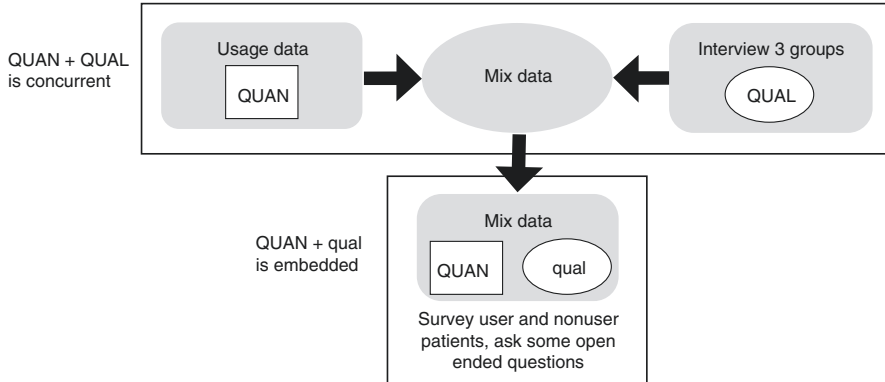 QUAN + QUAL
is concurrent
Usage data
QUAN
Mix data
Interview 3 groups
QUAL
QUAN + qual
is embedded
Mix data
QUAN
qual
Survey user and nonuser
patients, ask some open
ended questions